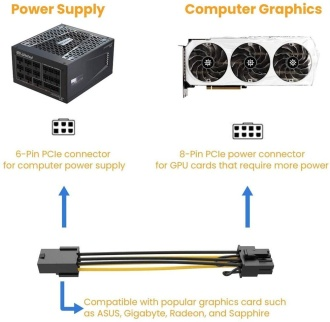 Power Supply
Computer Graphics
6-Pin PCIe connector
for computer power supply
8-Pin PCIe power connector
for GPU cards that require more power
Compatible with popular graphics card such
as ASUS, Gigabyte, Radeon, and Sapphire